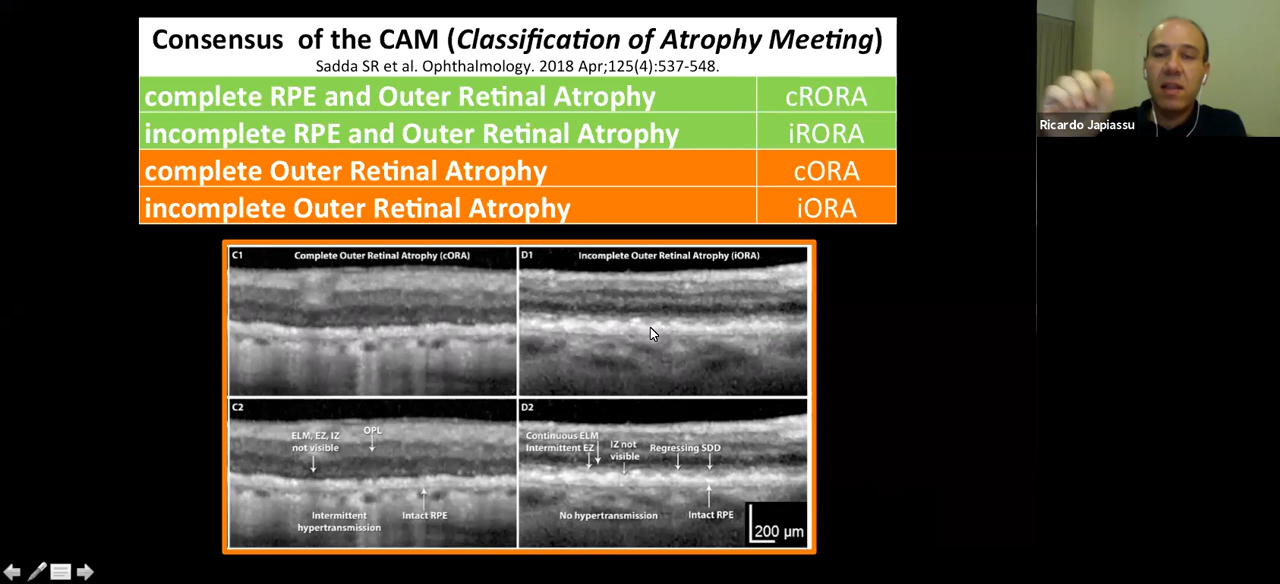 Consensus of the CAM (Classification of Atrophy Meeting)
Sadda SR et al. Ophthalmology. 2018 Apr;125(4):537-548.
complete RPE and Outer Retinal Atrophy cRORA
incomplete RPE and Outer Retinal Atrophy iRORA
complete Outer Retinal Atrophy cORA
incomplete Outer Retinal Atrophy iORA
Ricardo Japiassu
C1 Complete Outer Retinal Atrophy (cORA)
D1 Incomplete Outer Retinal Atrophy (iORA)
C2
ELM, EZ, IZ
not visible
OPL
Intermittent
hypertransmission
Intact RPE
D2
Continuous ELM
Intermittent EZ
IZ not
visible
Regressing SDD
No hypertransmission
Intact RPE
200 µm